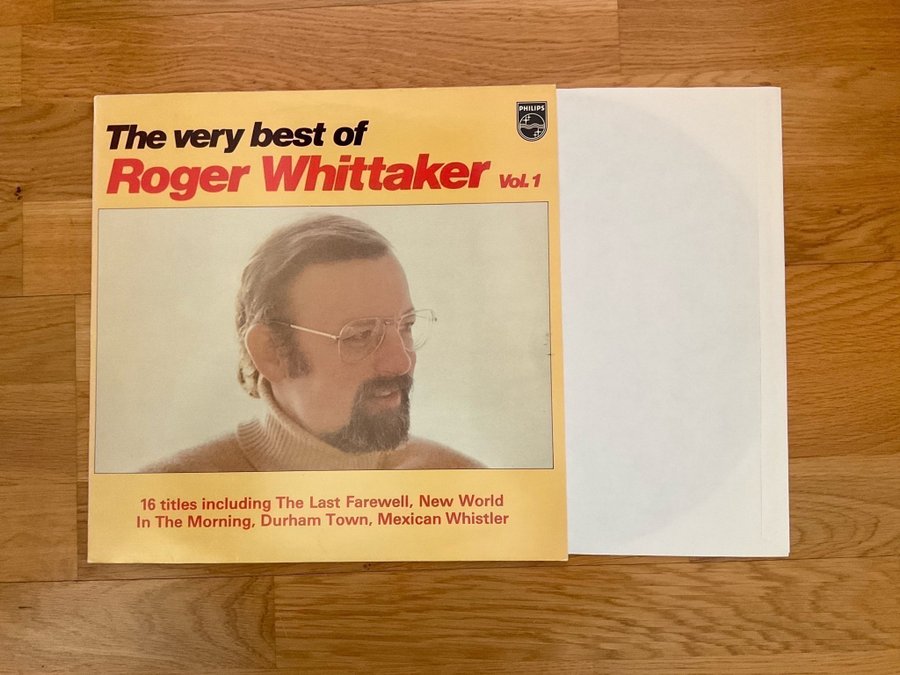 PHILIPS
The very best of
Roger Whittaker Vol. 1
16 titles including The Last Farewell, New World
In The Morning, Durham Town, Mexican Whistler